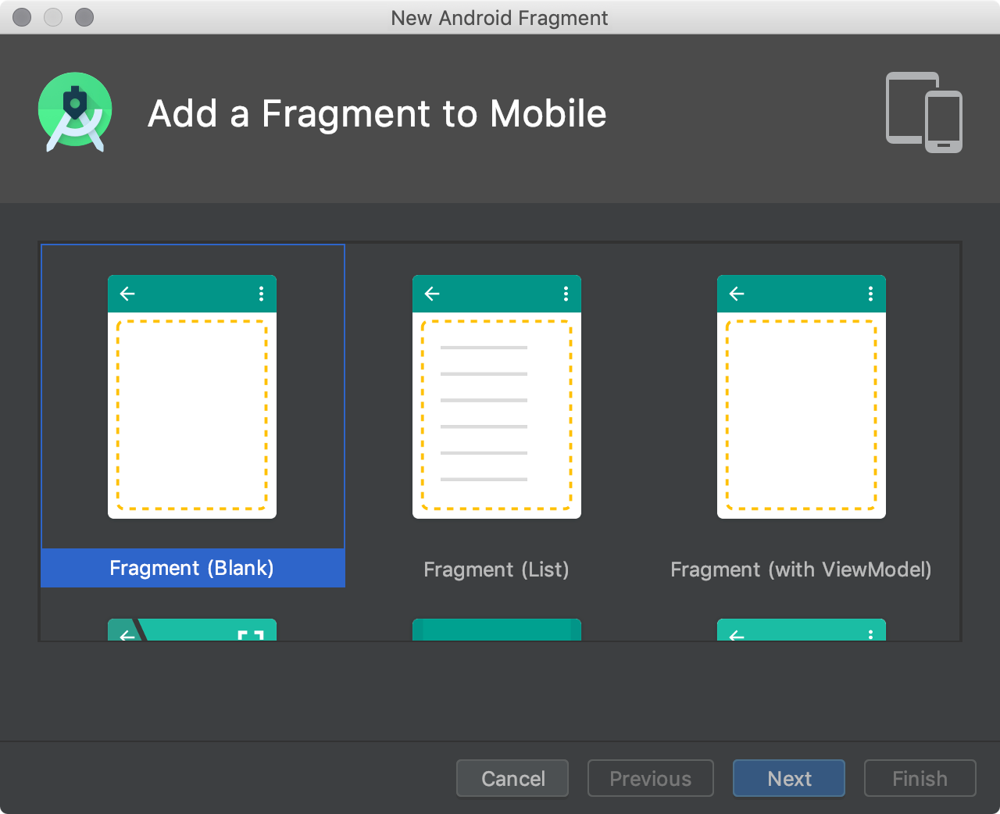 New Android Fragment
Add a Fragment to Mobile
Fragment (Blank)
Fragment (List)
Fragment (with ViewModel)
Cancel
Previous
Next
Finish